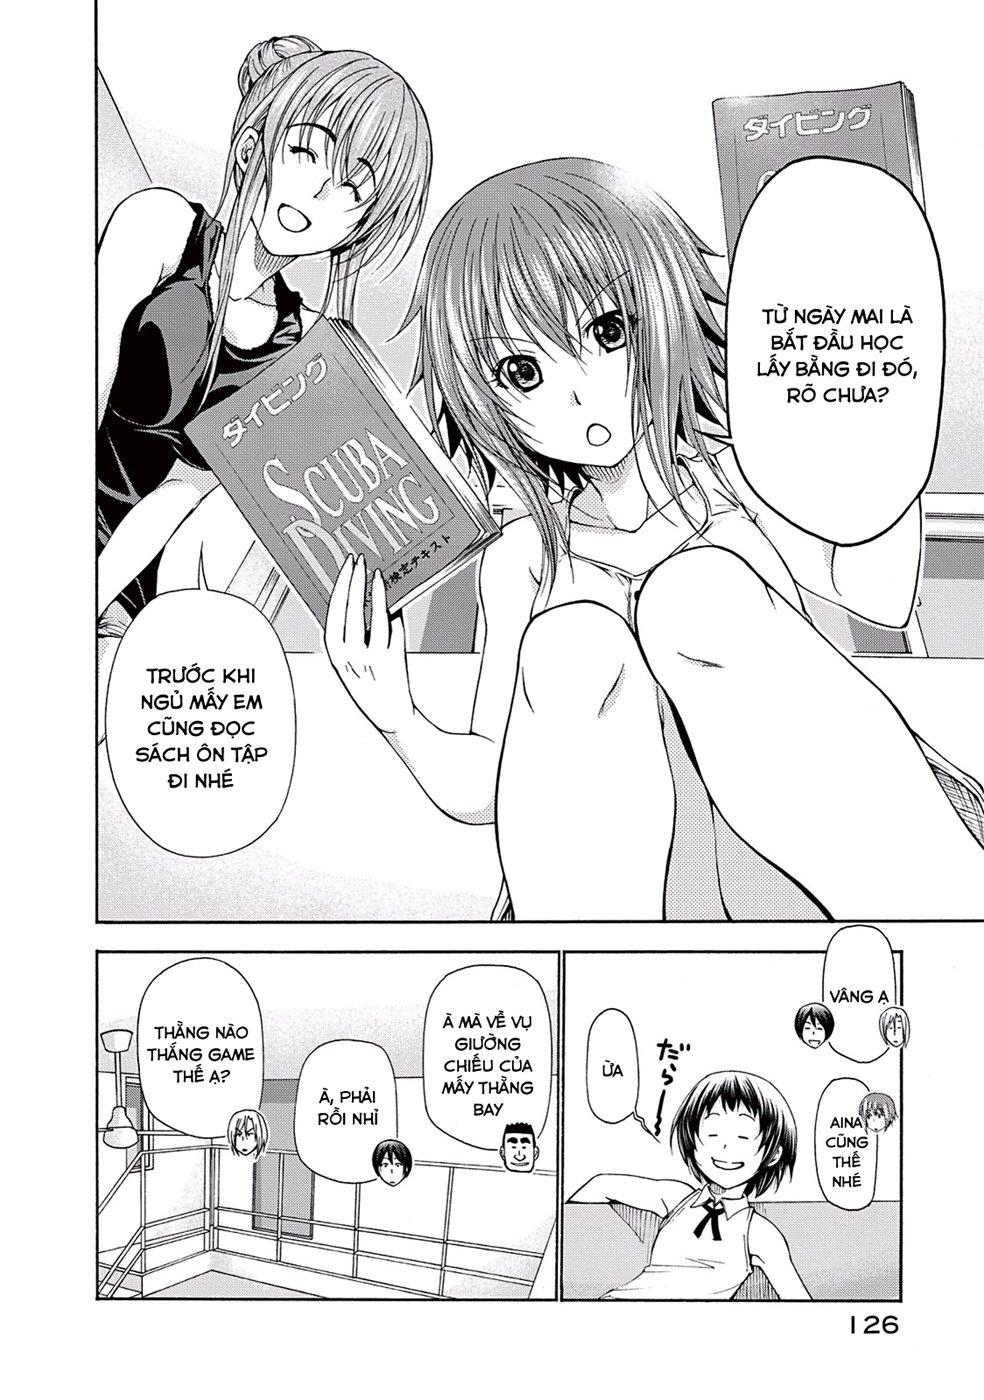 ダイビング
TỪ NGÀY MAI LÀ
BẮT ĐẦU HỌC
LẤY BẰNG ĐI ĐÓ,
RÕ CHƯA?
ダイビング
SCUBA
DIVING
検定テキスト
TRƯỚC KHI
NGỦ MẤY EM
CŨNG ĐỌC
SÁCH ÔN TẬP
ĐI NHÉ
VÂNG Ạ
AINA
CŨNG
THẾ
NHÉ
ỪA
だらっ
À MÀ VỀ VỤ
GIƯỜNG
CHIẾU CỦA
MẤY THẰNG
BAY
À, PHẢI
RỒI NHỈ
THẰNG NÀO
THẮNG GAME
THẾ Ạ?
126